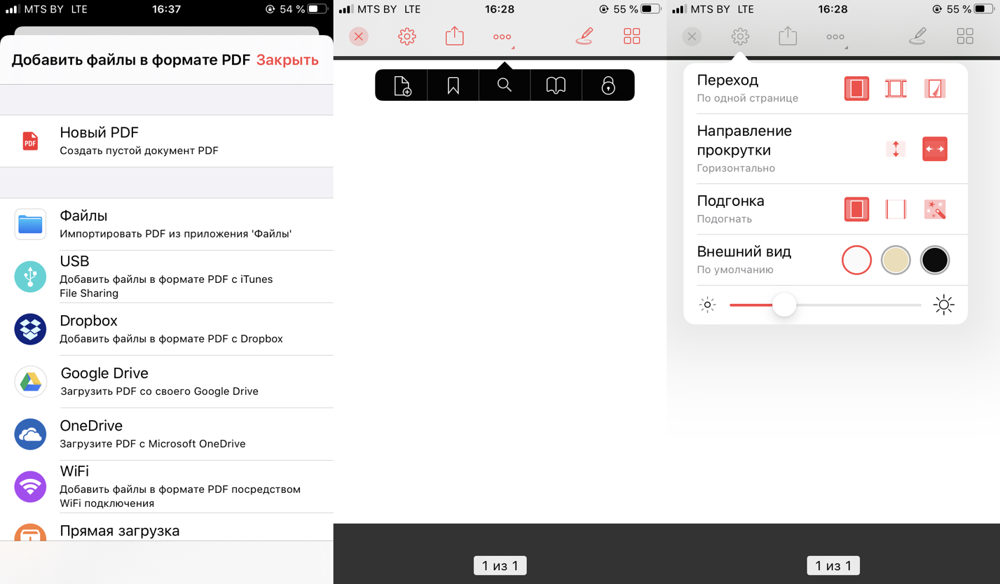 MTS BY LTE 16:37 54 %
Добавить файлы в формате PDF Закрыть
PDF
Новый PDF
Создать пустой документ PDF
Файлы
Импортировать PDF из приложения 'Файлы'
USB
Добавить файлы в формате PDF с iTunes
File Sharing
Dropbox
Добавить файлы в формате PDF с Dropbox
Google Drive
Загрузить PDF со своего Google Drive
OneDrive
Загрузите PDF с Microsoft OneDrive
WiFi
Добавить файлы в формате PDF посредством
WiFi подключения
Прямая загрузка
MTS BY LTE 16:28 55 %
1 из 1
MTS BY LTE 16:28 55 %
Переход
По одной странице
Направление
прокрутки
Горизонтально
Подгонка
Подогнать
Внешний вид
По умолчанию
1 из 1